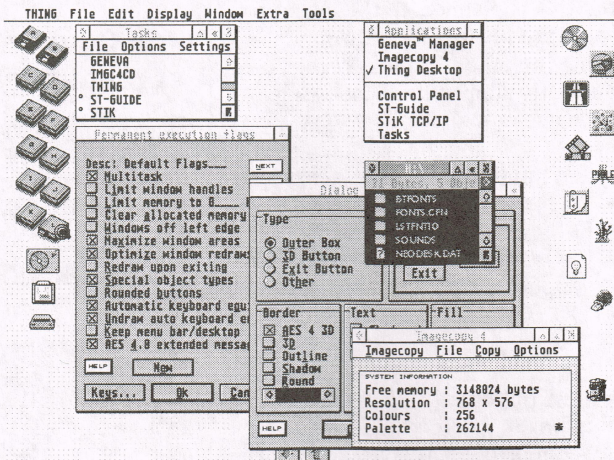 THING File Edit Display Window Extra Tools
Tasks
File Options Settings
GENEVA
IMGC4CD
THING
ST-GUIDE
STIK
Applications
Geneva™ Manager
Imagecopy 4
✓ Thing Desktop
Control Panel
ST-Guide
STiK TCP/IP
Tasks
Permanent execution flags
Desc: Default Flags____
NEXT
Multitask
Limit window handles
Limit memory to 0____
Clear allocated memory
Windows off left edge
Maximize window areas
Optimize window redraws
Redraw upon exiting
Special object types
Rounded buttons
Automatic keyboard
Undraw auto keyboard
Keep menu bar/desktop
AES 4.0 extended
HELP
New
Keys...
Ok
Dialog
Type
Outer Box
3D Button
Exit Button
Other
Exit
Border
AES 4 3D
3D
Outline
Shadow
Round
Text
Fill
HELP
BTFONTS
FONTS.CFN
LSTFNTIO
SOUNDS
NEODESK.DAT
Imagecopy 4
Imagecopy File Copy Options
SYSTEM INFORMATION
Free memory : 3148024 bytes
Resolution : 768 x 576
Colours : 256
Palette : 262144